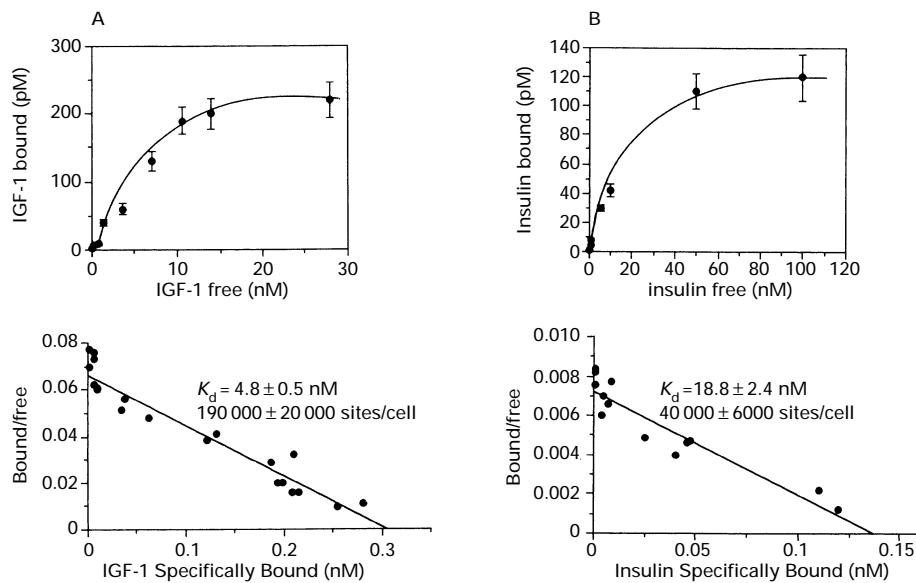 A
300
200
100
0
IGF-1 bound (pM)
0 10 20 30
IGF-1 free (nM)
B
140
120
100
80
60
40
20
0
Insulin bound (pM)
0 20 40 60 80 100 120
insulin free (nM)
0.08
0.06
0.04
0.02
0
Bound/free
Kd = 4.8 ± 0.5 nM
190 000 ± 20 000 sites/cell
0 0.1 0.2 0.3
IGF-1 Specifically Bound (nM)
0.010
0.008
0.006
0.004
0.002
0
Bound/free
Kd = 18.8 ± 2.4 nM
40 000 ± 6000 sites/cell
0 0.05 0.1 0.15
Insulin Specifically Bound (nM)